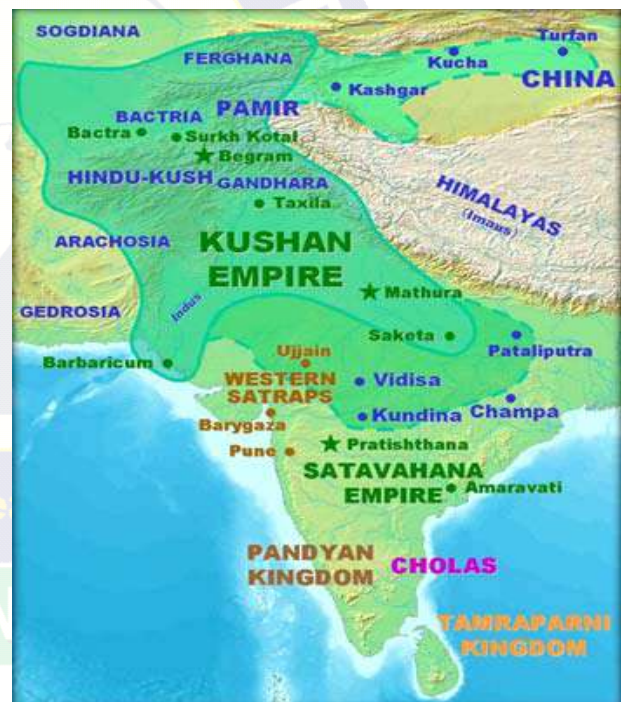 SOGDIANA
Turfan
FERGHANA
Kucha
CHINA
Kashgar
PAMIR
BACTRIA
Bactra
Surkh Kotal
Begram
HINDU-KUSH
GANDHARA
HIMALAYAS
(Imaus)
Taxila
ARACHOSIA
KUSHAN
EMPIRE
Mathura
GEDROSIA
Indus
Saketa
Pataliputra
Ujjain
Barbaricum
WESTERN
SATRAPS
Vidisa
Barygaza
Kundina
Champa
Pune
Pratishthana
SATAVAHANA
EMPIRE
Amaravati
PANDYAN
KINGDOM
CHOLAS
TAMRAPARNI
KINGDOM